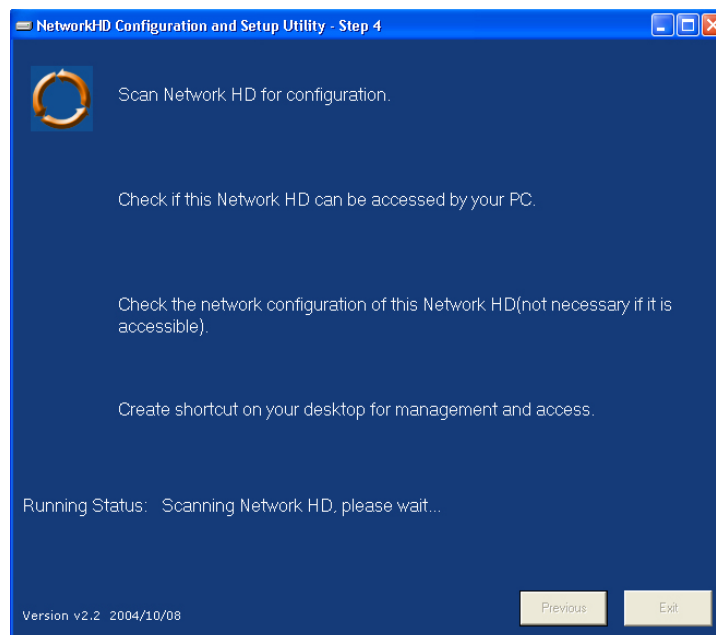 NetworkHD Configuration and Setup Utility - Step 4
Scan Network HD for configuration.
Check if this Network HD can be accessed by your PC.
Check the network configuration of this Network HD(not necessary if it is
accessible).
Create shortcut on your desktop for management and access.
Running Status: Scanning Network HD, please wait...
Version v2.2 2004/10/08
Previous
Exit